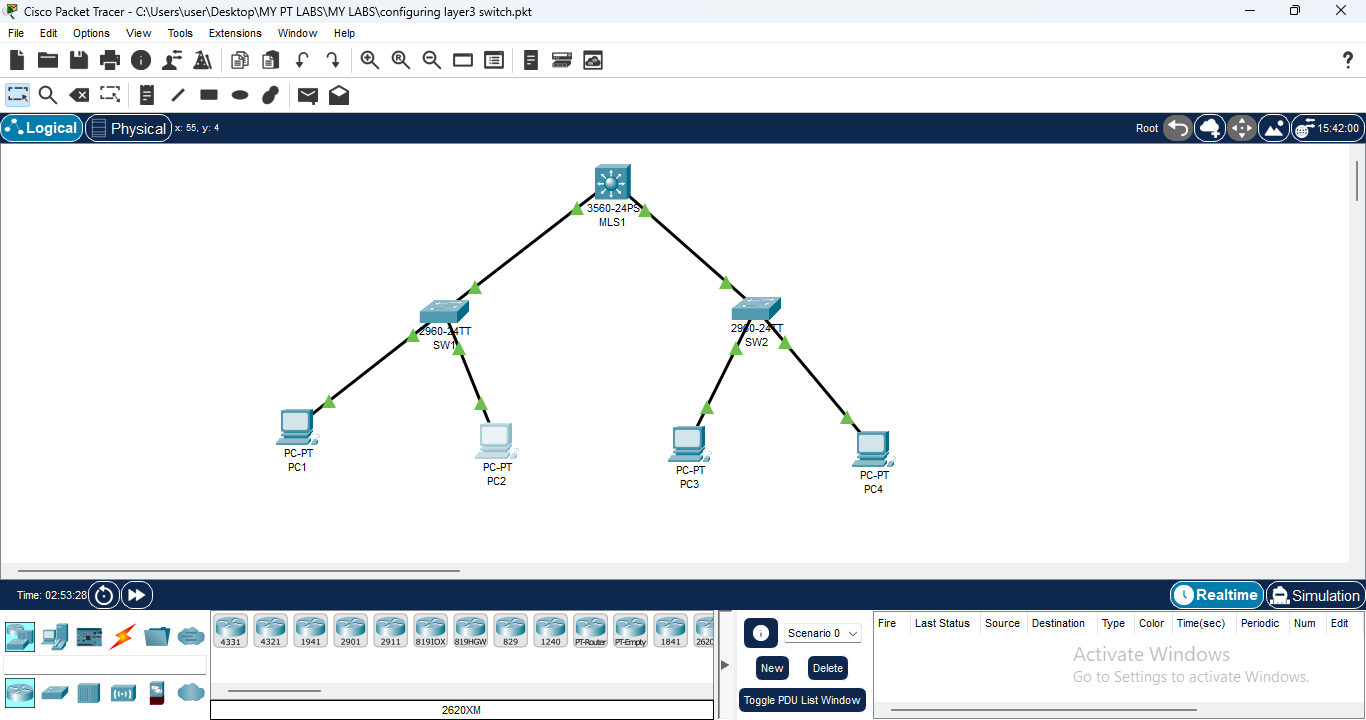 Cisco Packet Tracer - C:\Users\user\Desktop\MY PT LABS\MY LABS\configuring layer3 switch.pkt
File Edit Options View Tools Extensions Window Help
Logical Physical x: 55, y: 4 Root 15:42:00
3560-24PS
MLS1
2960-24TT
SW1
2960-24TT
SW2
PC-PT
PC1
PC-PT
PC2
PC-PT
PC3
PC-PT
PC4
Time: 02:53:28 Realtime Simulation
4331 4321 1941 2901 2911 819IOX 819HGW 829 1240 PT-Router PT-Empty 1841 2620
2620XM
Scenario 0
New Delete
Toggle PDU List Window
Fire Last Status Source Destination Type Color Time(sec) Periodic Num Edit
Activate Windows
Go to Settings to activate Windows.